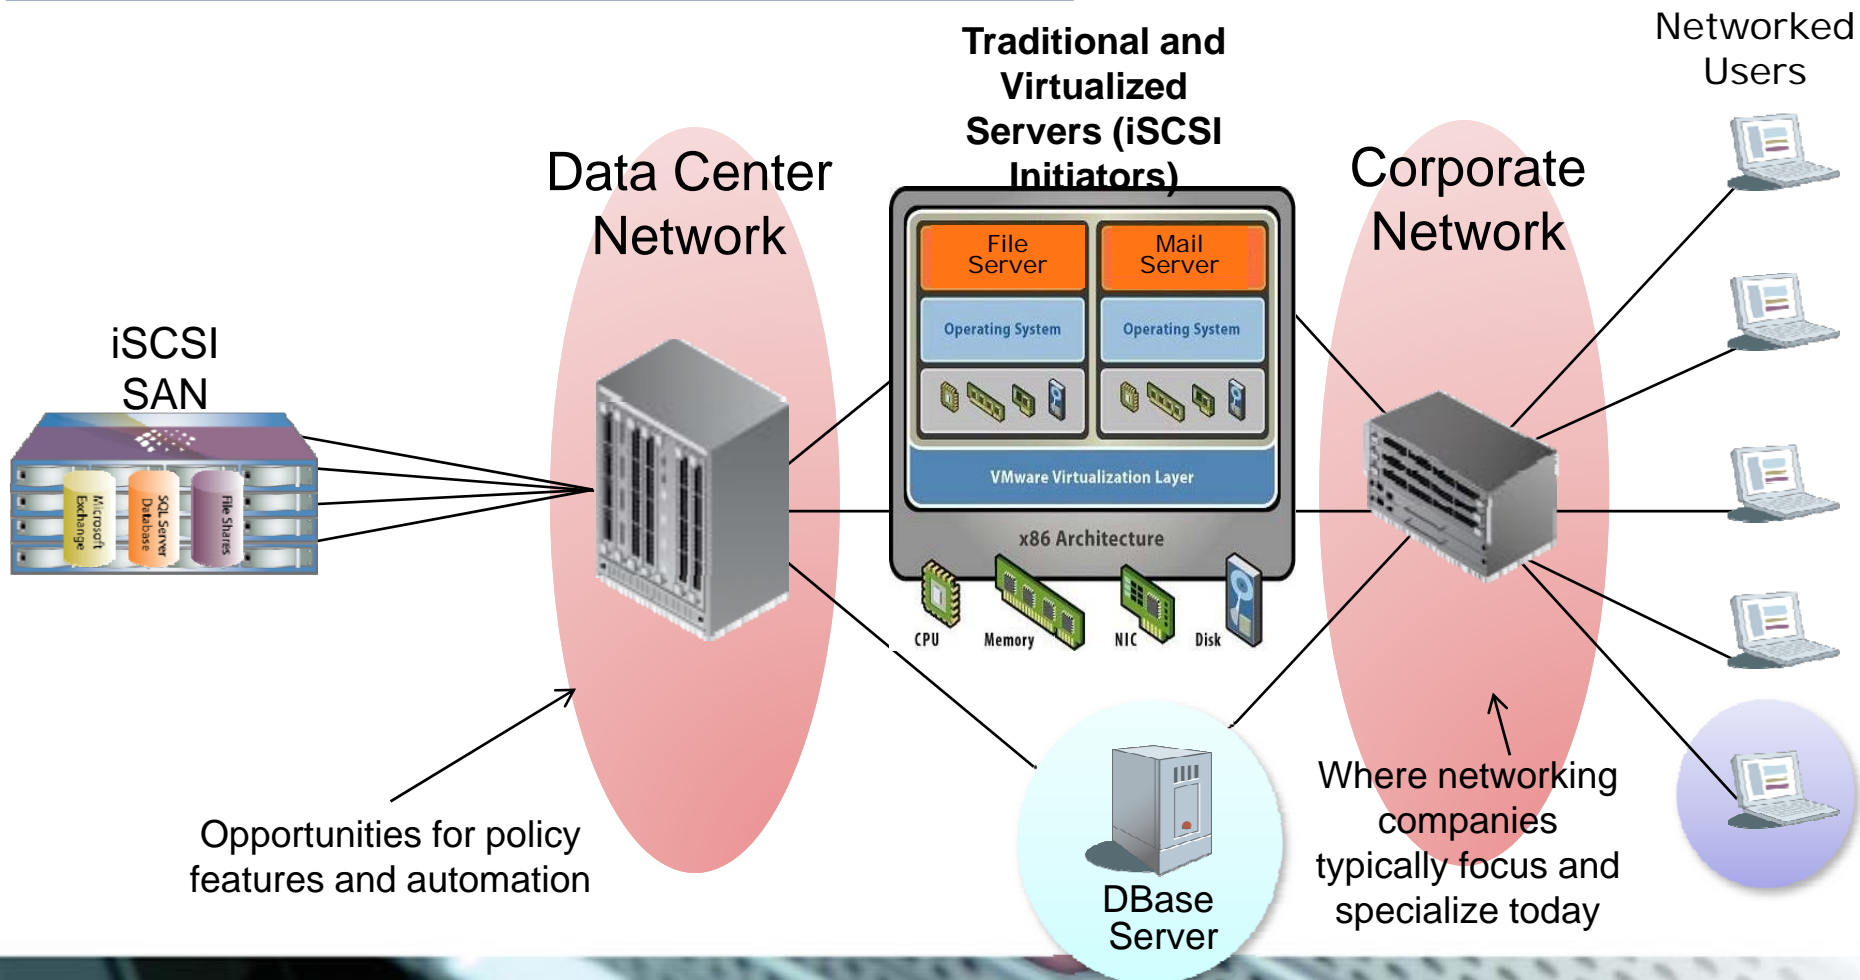 Networked
Users
Traditional and
Virtualized
Servers (iSCSI
Initiators)
Data Center
Network
Corporate
Network
File
Server
Mail
Server
Operating System
Operating System
VMware Virtualization Layer
x86 Architecture
CPU
Memory
NIC
Disk
iSCSI
SAN
Microsoft
Exchange
SQL Server
Database
File Shares
Opportunities for policy
features and automation
DBase
Server
Where networking
companies
typically focus and
specialize today